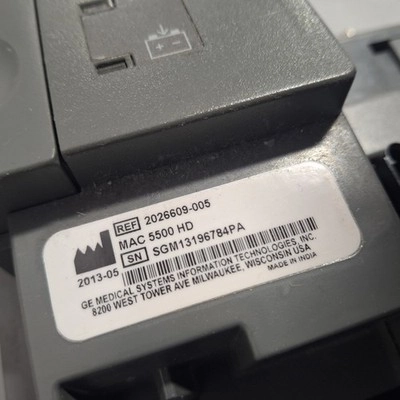 REF 2026609-005
MAC 5500 HD
SN SGM13196784PA
2013-05
GE MEDICAL SYSTEMS INFORMATION TECHNOLOGIES, INC.
8200 WEST TOWER AVE MILWAUKEE, WISCONSIN USA
MADE IN INDIA